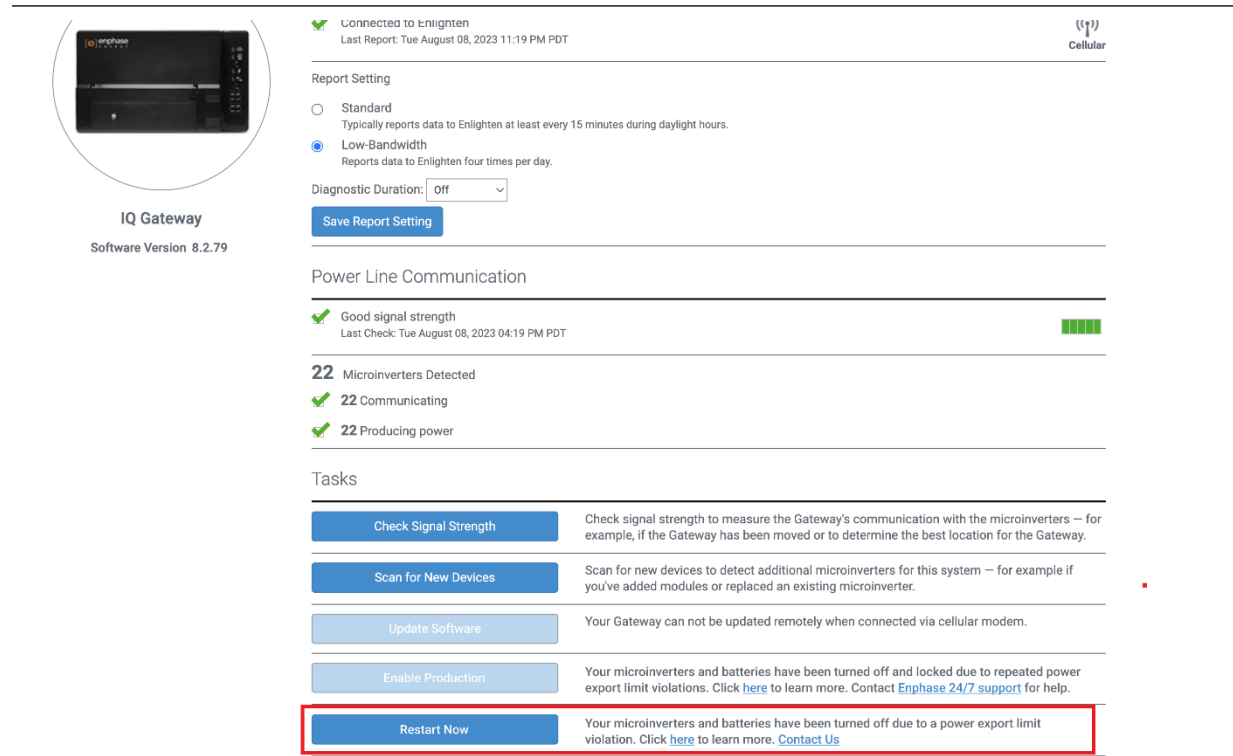 [e] enphase
ENERGY
Connected to Enlighten
Last Report: Tue August 08, 2023 11:19 PM PDT
Cellular
Report Setting
Standard
Typically reports data to Enlighten at least every 15 minutes during daylight hours.
Low-Bandwidth
Reports data to Enlighten four times per day.
Diagnostic Duration: Off
Save Report Setting
IQ Gateway
Software Version 8.2.79
Power Line Communication
Good signal strength
Last Check: Tue August 08, 2023 04:19 PM PDT
22 Microinverters Detected
22 Communicating
22 Producing power
Tasks
Check Signal Strength
Check signal strength to measure the Gateway's communication with the microinverters — for
example, if the Gateway has been moved or to determine the best location for the Gateway.
Scan for New Devices
Scan for new devices to detect additional microinverters for this system — for example if
you've added modules or replaced an existing microinverter.
Update Software
Your Gateway can not be updated remotely when connected via cellular modem.
Enable Production
Your microinverters and batteries have been turned off and locked due to repeated power
export limit violations. Click here to learn more. Contact Enphase 24/7 support for help.
Restart Now
Your microinverters and batteries have been turned off due to a power export limit
violation. Click here to learn more. Contact Us